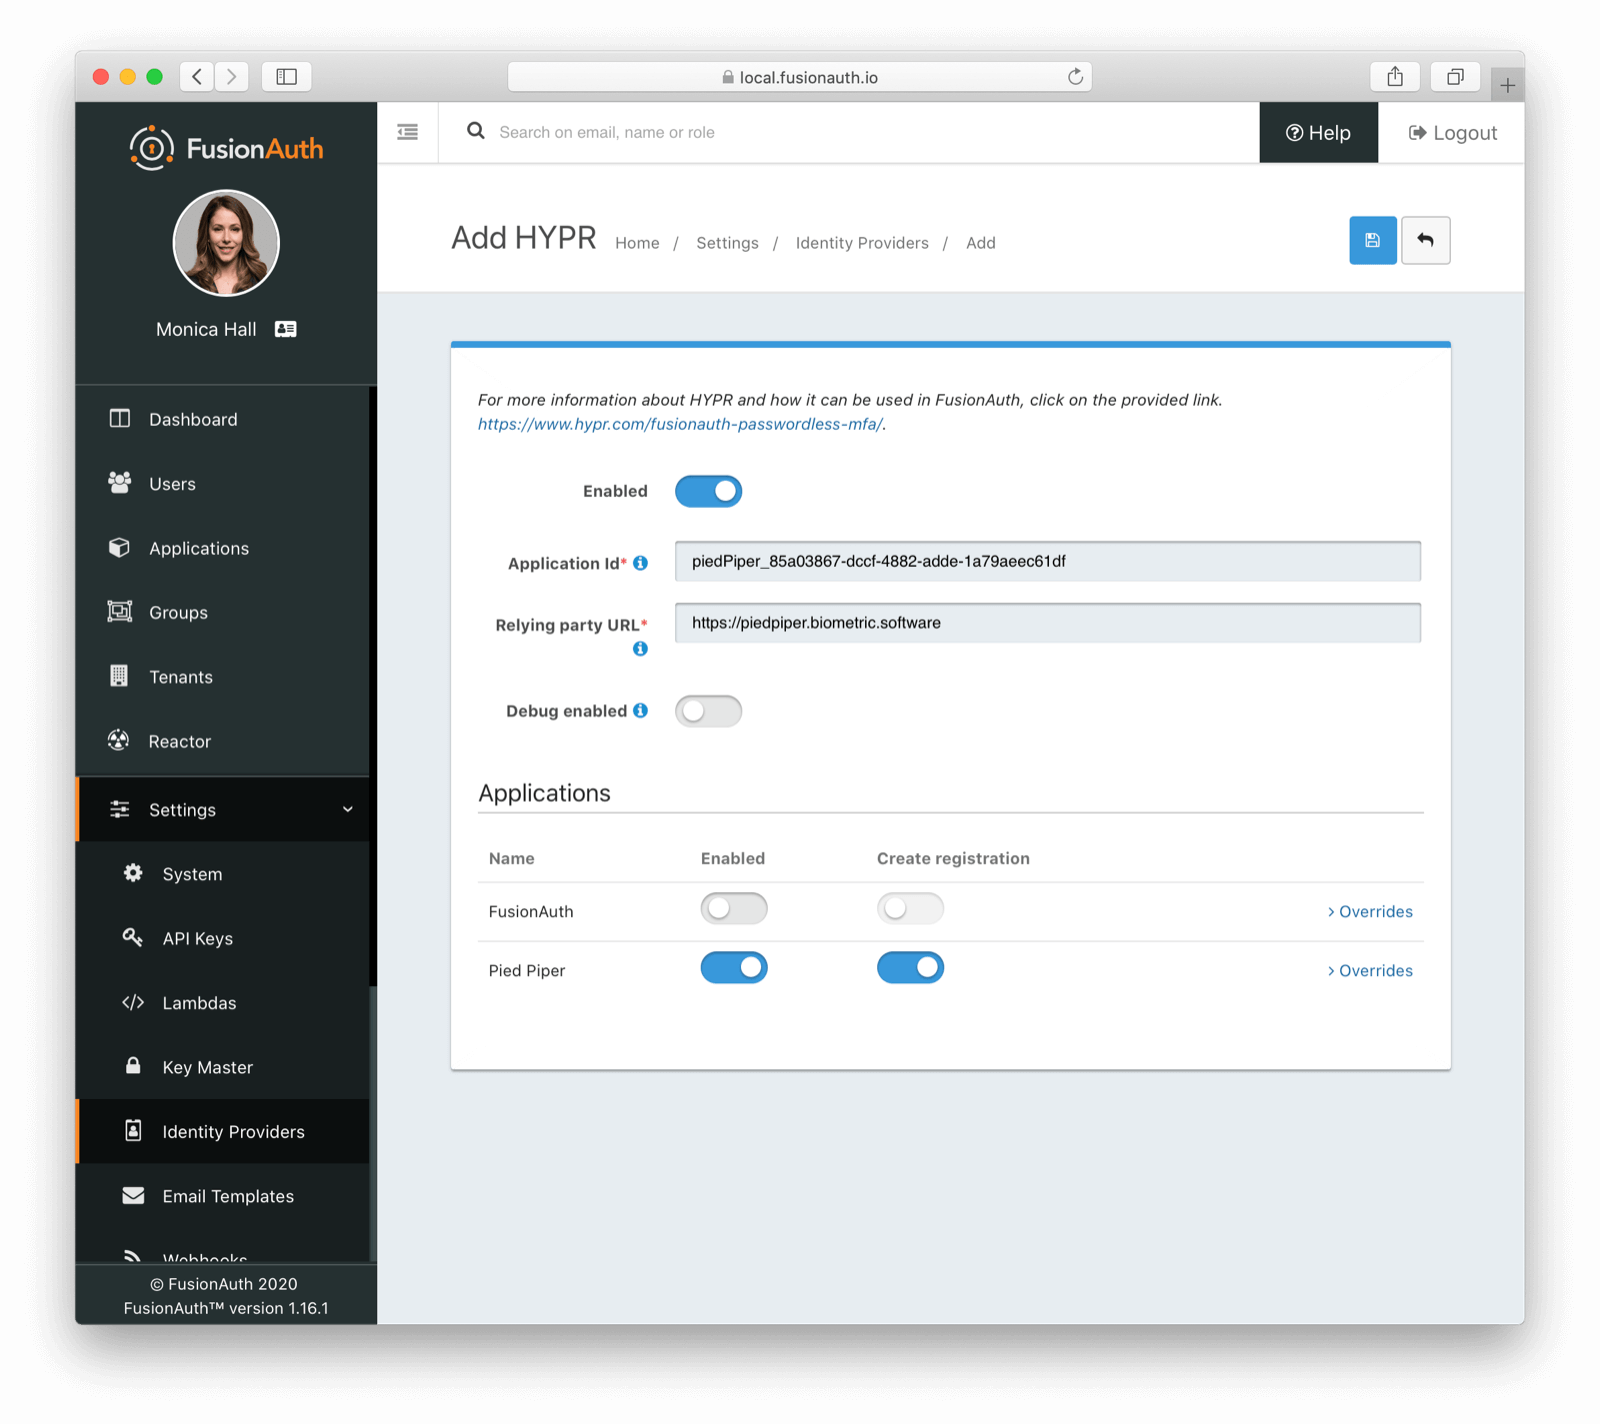 local.fusionauth.io
FusionAuth
Search on email, name or role
Help
Logout
Monica Hall
Add HYPR
Home / Settings / Identity Providers / Add
Dashboard
Users
Applications
Groups
Tenants
Reactor
Settings
System
API Keys
Lambdas
Key Master
Identity Providers
Email Templates
Webhooks
© FusionAuth 2020
FusionAuth™ version 1.16.1
For more information about HYPR and how it can be used in FusionAuth, click on the provided link.
https://www.hypr.com/fusionauth-passwordless-mfa/.
Enabled
Application Id* piedPiper_85a03867-dccf-4882-adde-1a79aeec61df
Relying party URL* https://piedpiper.biometric.software
Debug enabled
Applications
Name Enabled Create registration
FusionAuth > Overrides
Pied Piper > Overrides